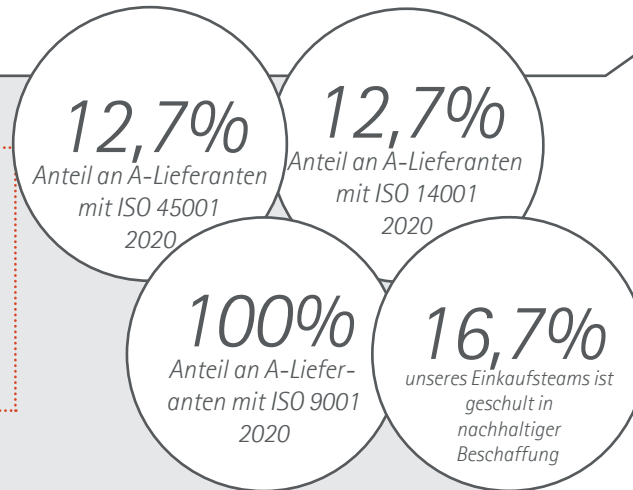 12,7%
Anteil an A-Lieferanten
mit ISO 45001
2020
12,7%
Anteil an A-Lieferanten
mit ISO 14001
2020
100%
Anteil an A-Liefer-
anten mit ISO 9001
2020
16,7%
unseres Einkaufsteams ist
geschult in
nachhaltiger
Beschaffung